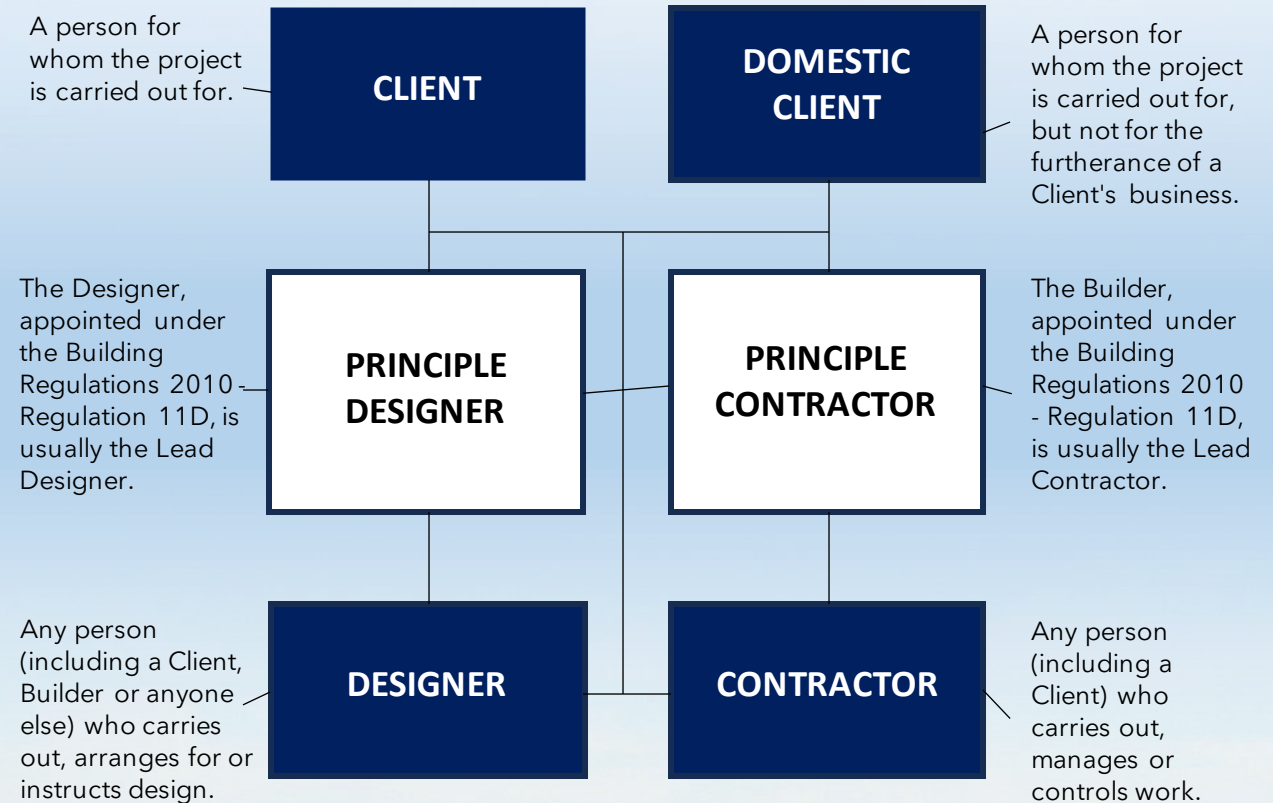 A person for
whom the project
is carried out for.
CLIENT
DOMESTIC
CLIENT
A person for
whom the project
is carried out for,
but not for the
furtherance of a
Client's business.
The Designer,
appointed under
the Building
Regulations 2010 -
Regulation 11D, is
usually the Lead
Designer.
PRINCIPLE
DESIGNER
PRINCIPLE
CONTRACTOR
The Builder,
appointed under
the Building
Regulations 2010
- Regulation 11D,
is usually the Lead
Contractor.
Any person
(including a Client,
Builder or anyone
else) who carries
out, arranges for or
instructs design.
DESIGNER
CONTRACTOR
Any person
(including a
Client) who
carries out,
manages or
controls work.